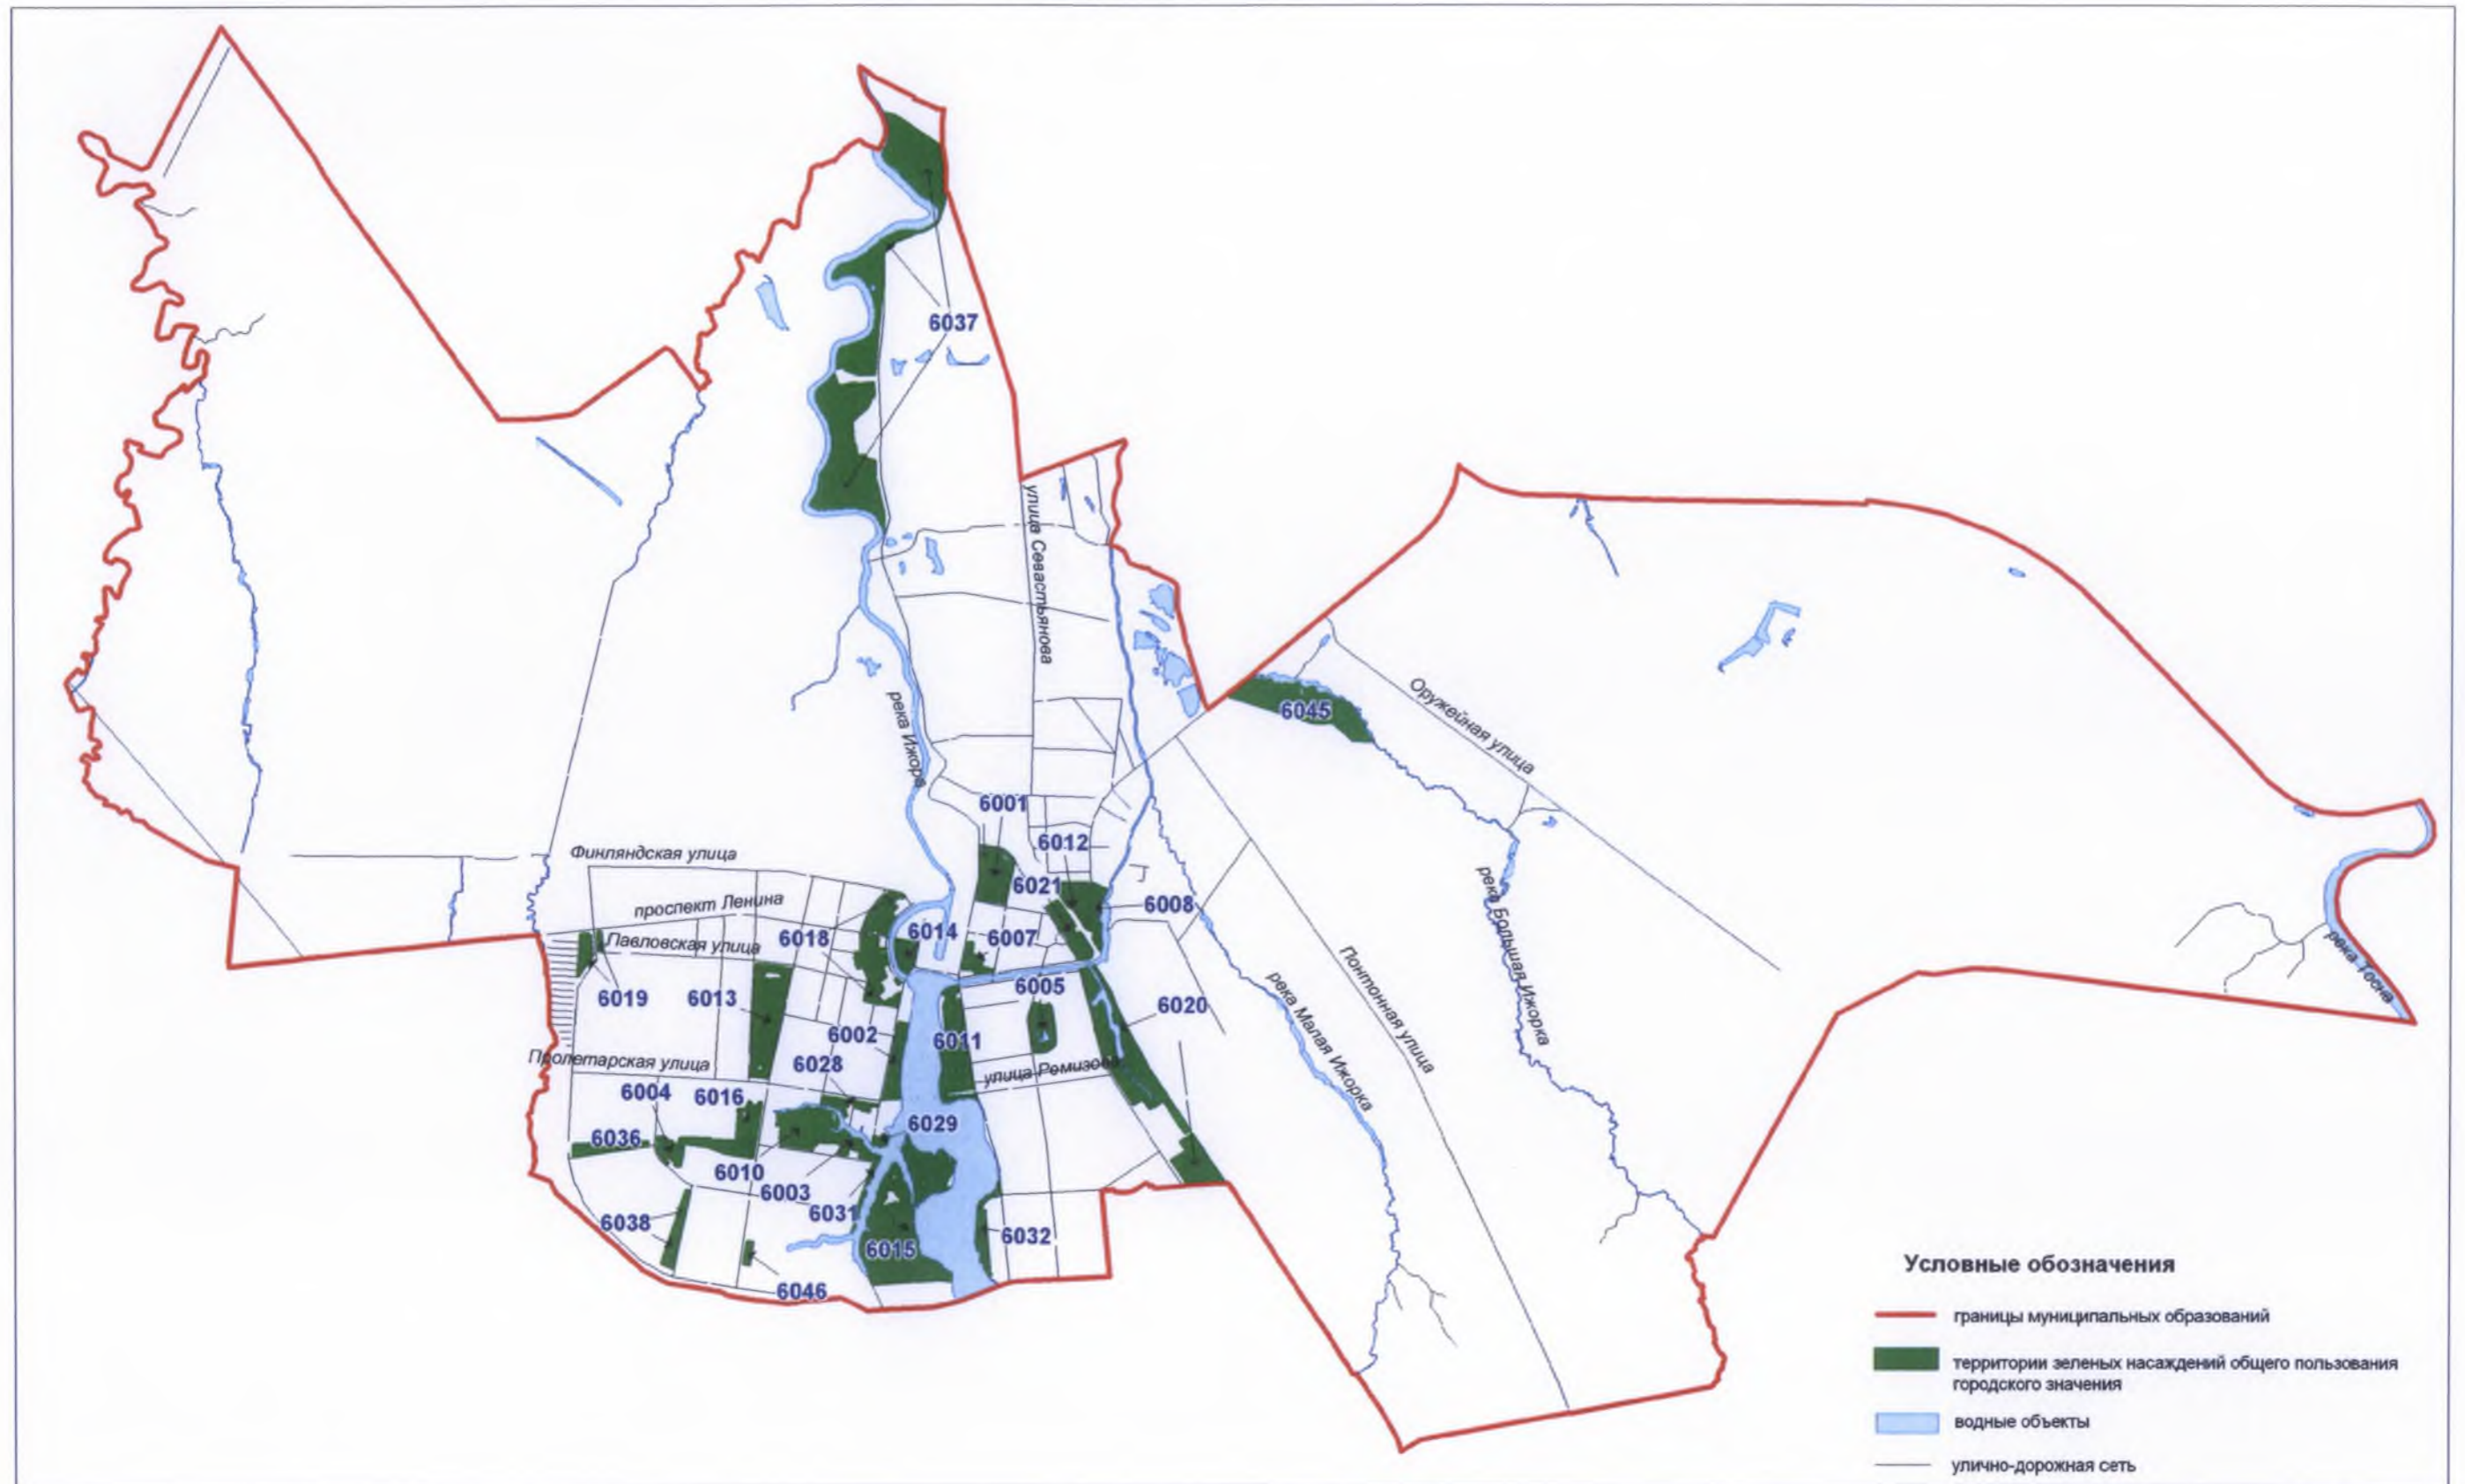 6037
улица Севастьянова
6045
Оружейная улица
река Ижора
6001
6012
Финляндская улица
6021
проспект Ленина
6008
6018
6014
6007
Павловская улица
река Большая Ижорка
река Тосна
6019
6013
6005
6020
Понтонная улица
река Малая Ижорка
6002
6011
Пролетарская улица
6028
улица Ремизова
6004
6016
6029
6036
6010
6003
6031
6038
6015
6032
6046
Условные обозначения
границы муниципальных образований
территории зеленых насаждений общего пользования
городского значения
водные объекты
улично-дорожная сеть